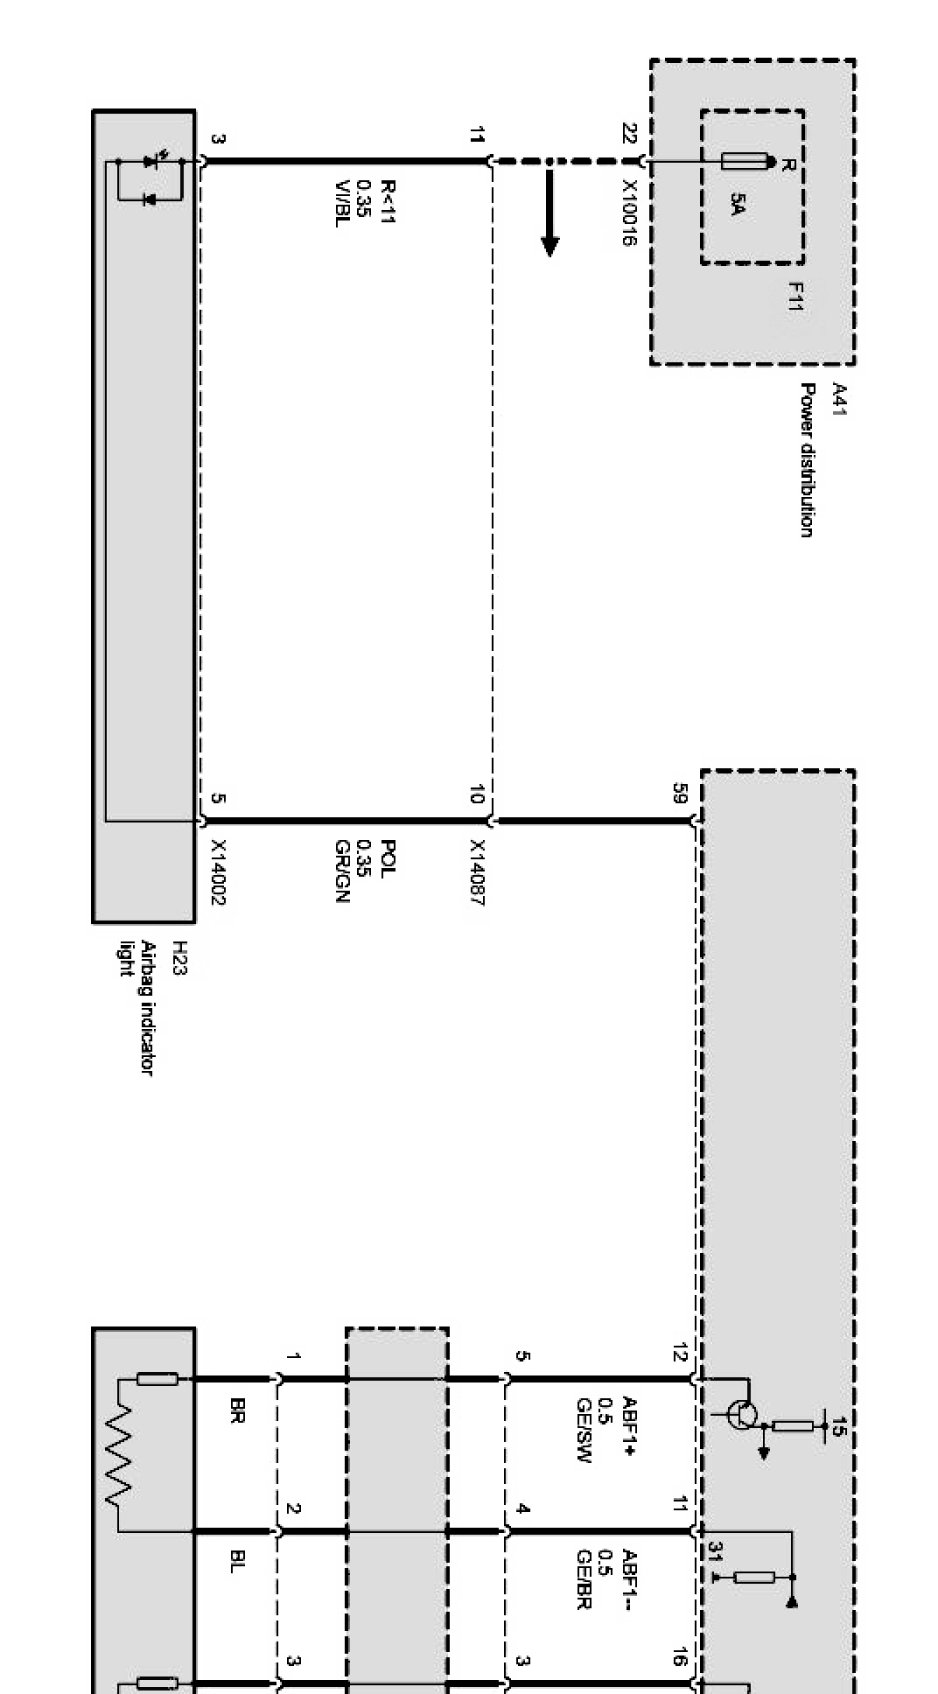 A41
Power distribution
F11
R
5A
22
X10016
11
R<11
0.35
VI/BL
3
59
10
X14087
POL
0.35
GR/GN
5
X14002
H23
Airbag indicator
light
15
12
ABF1+
0.5
GE/SW
5
1
BR
31
11
ABF1--
0.5
GE/BR
4
2
BL
16
3
3